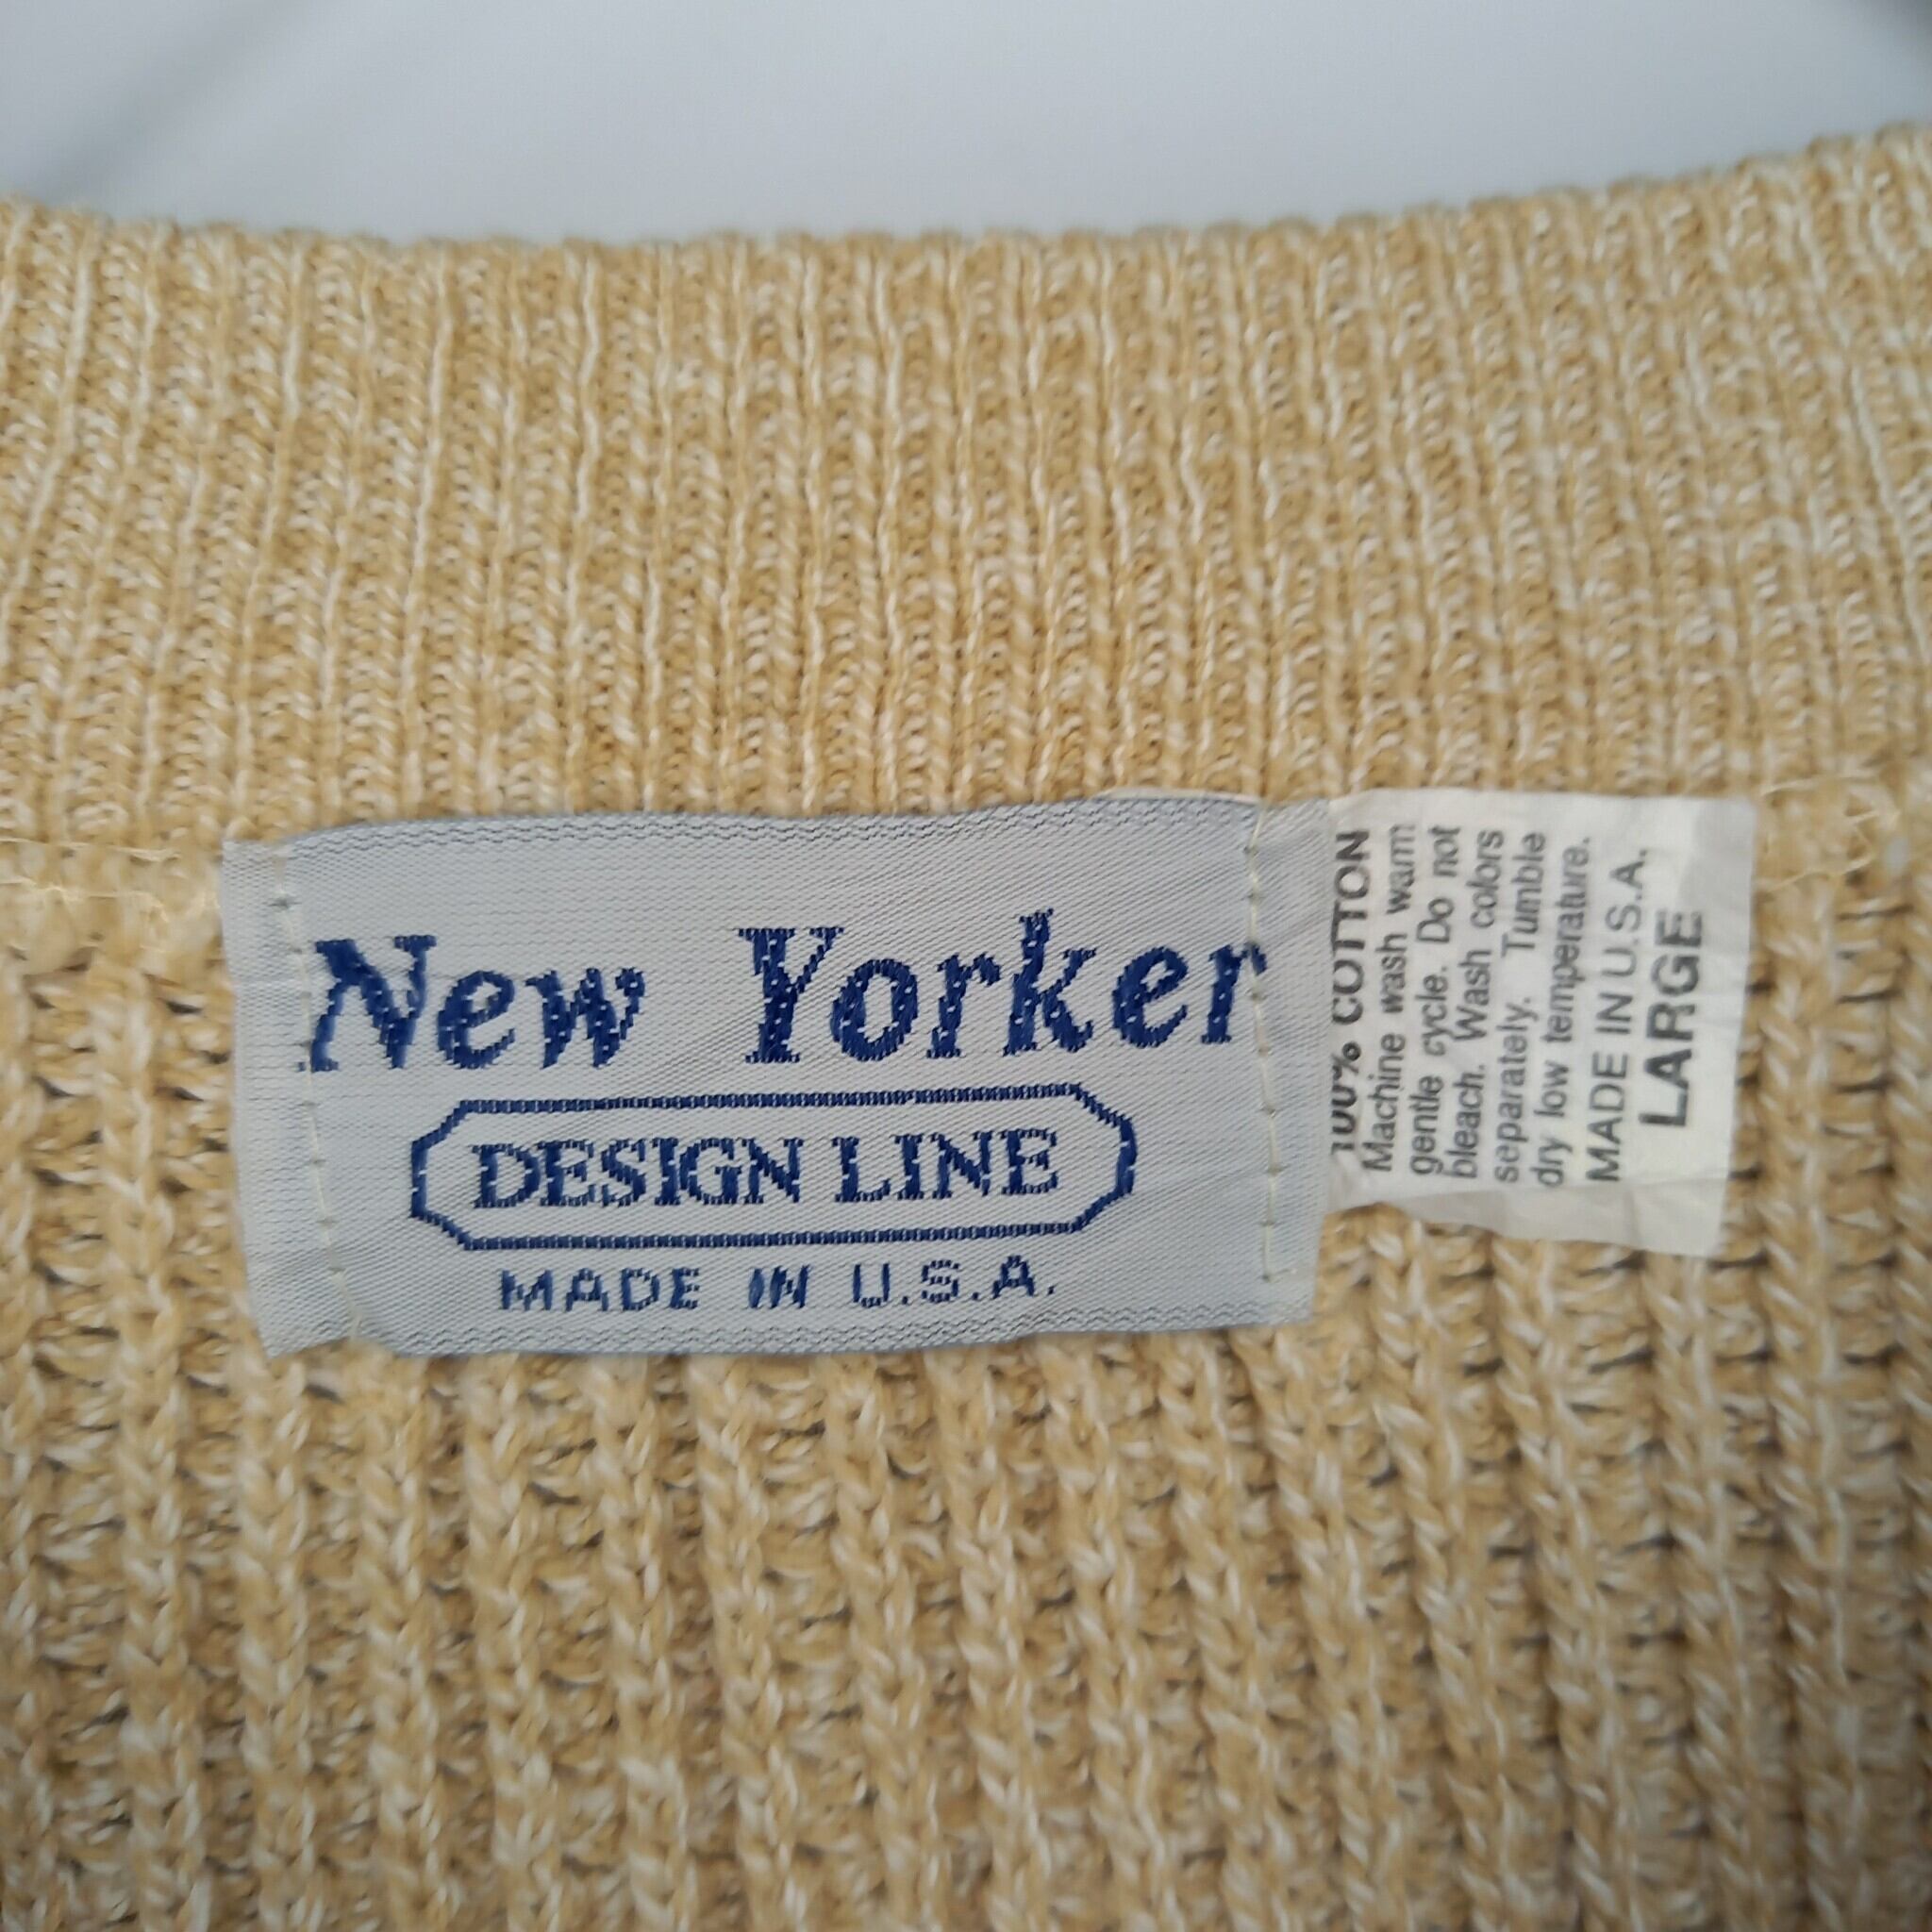 New Yorker
DESIGN LINE
MADE IN U.S.A.
100% COTTON
Machine wash warm
gentle cycle. Do not
bleach. Wash colors
separately. Tumble
dry low temperature.
MADE IN U.S.A.
LARGE